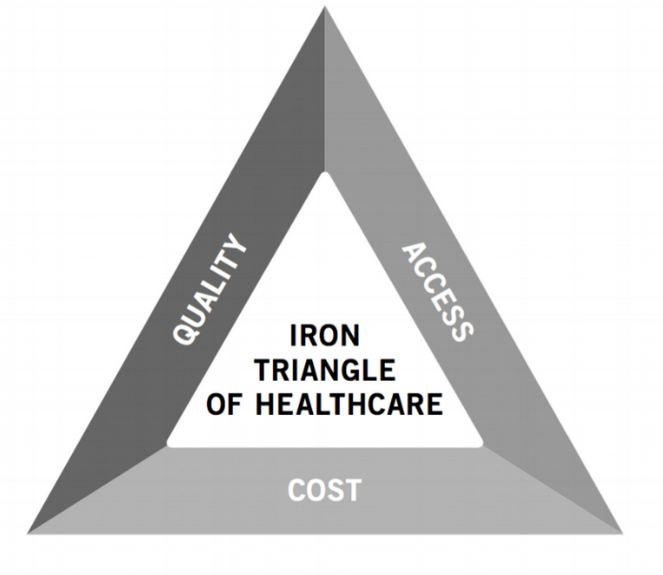 QUALITY
ACCESS
IRON
TRIANGLE
OF HEALTHCARE
COST